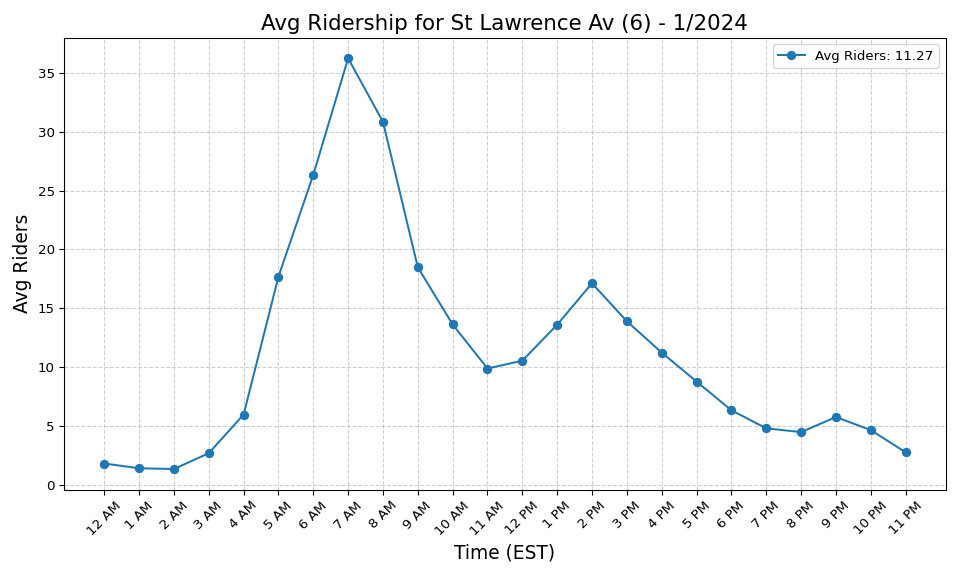 Avg Ridership for St Lawrence Av (6) - 1/2024
Avg Riders: 11.27
Avg Riders
35
30
25
20
15
10
5
0
12 AM
1 AM
2 AM
3 AM
4 AM
5 AM
6 AM
7 AM
8 AM
9 AM
10 AM
11 AM
12 PM
1 PM
2 PM
3 PM
4 PM
5 PM
6 PM
7 PM
8 PM
9 PM
10 PM
11 PM
Time (EST)